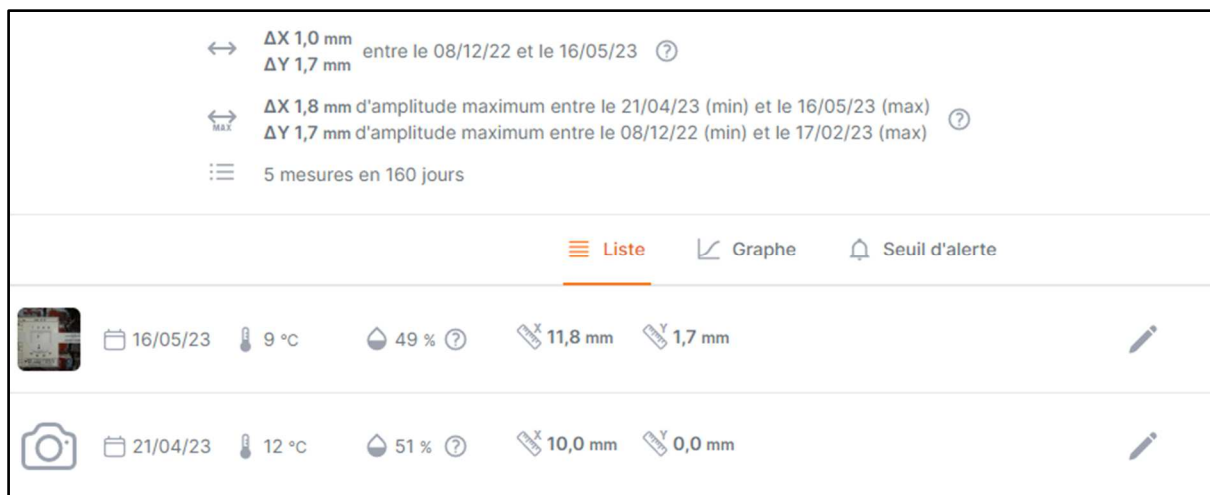 ΔX 1,0 mm
ΔY 1,7 mm
entre le 08/12/22 et le 16/05/23 ?
MAX
ΔX 1,8 mm d'amplitude maximum entre le 21/04/23 (min) et le 16/05/23 (max) ?
ΔY 1,7 mm d'amplitude maximum entre le 08/12/22 (min) et le 17/02/23 (max)
5 mesures en 160 jours
Liste Graphe Seuil d'alerte
16/05/23 9 °C 49 % ? X 11,8 mm Y 1,7 mm
21/04/23 12 °C 51 % ? X 10,0 mm Y 0,0 mm